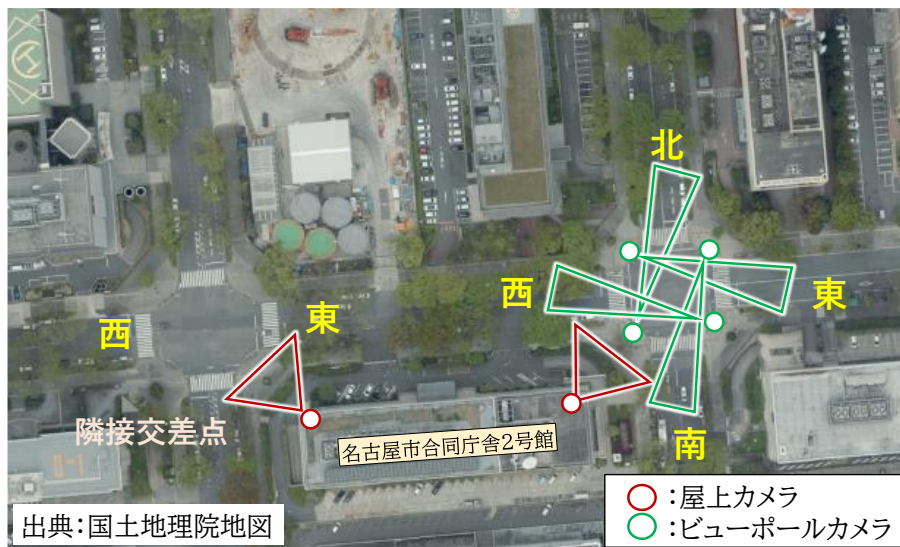 北
西
東
東
西
隣接交差点
名古屋市合同庁舎2号館
南
○:屋上カメラ
○:ビューポールカメラ
出典:国土地理院地図